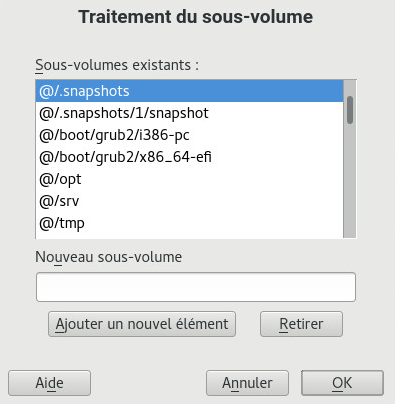 Traitement du sous-volume
Sous-volumes existants :
@/.snapshots
@/.snapshots/1/snapshot
@/boot/grub2/i386-pc
@/boot/grub2/x86_64-efi
@/opt
@/srv
@/tmp
Nouveau sous-volume
Ajouter un nouvel élément Retirer
Aide Annuler OK